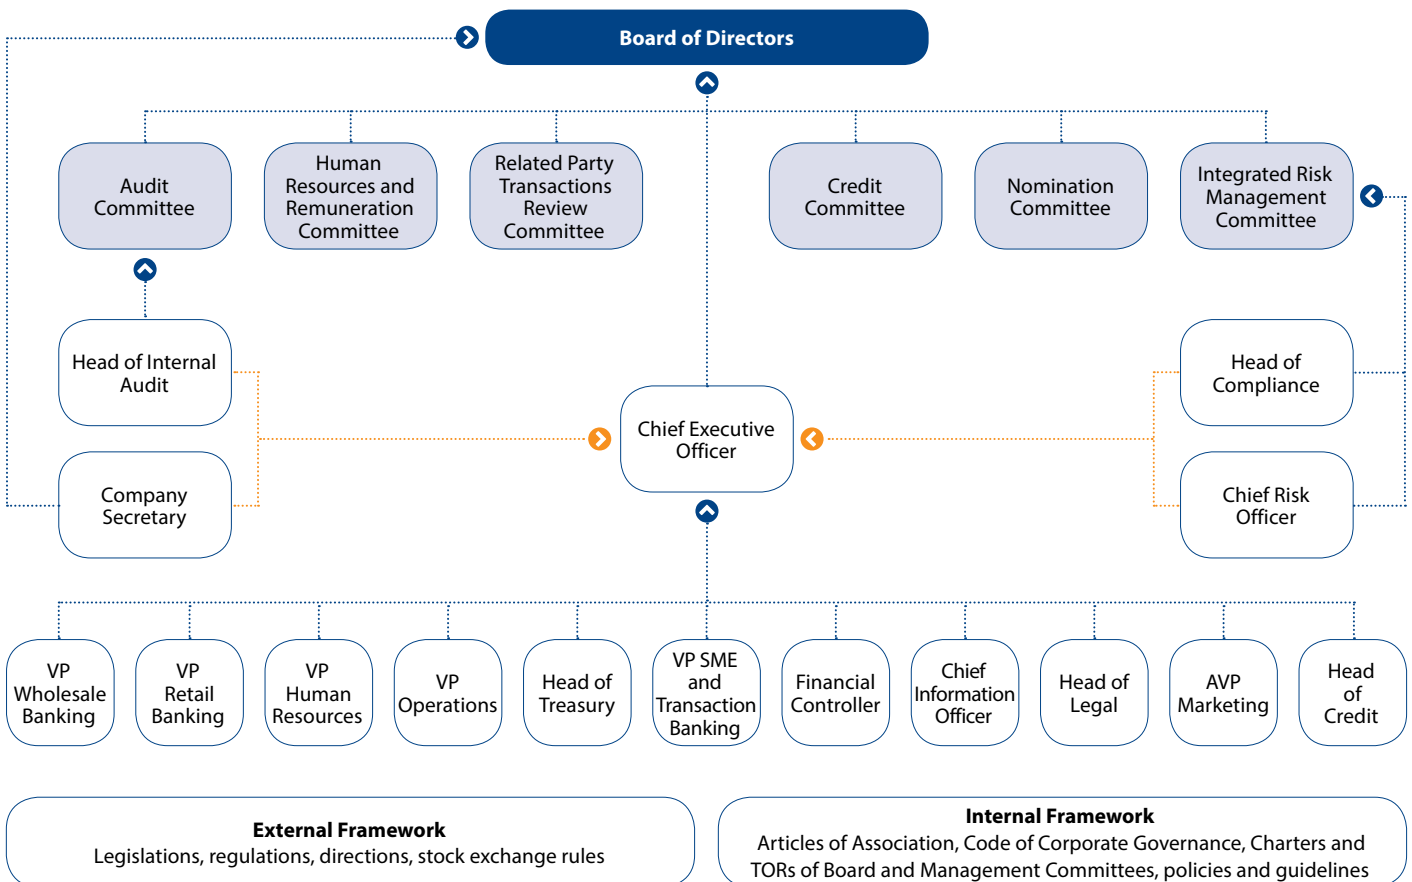 Board of Directors
Audit
Committee
Human
Resources and
Remuneration
Committee
Related Party
Transactions
Review
Committee
Credit
Committee
Nomination
Committee
Integrated Risk
Management
Committee
Head of Internal
Audit
Chief Executive
Officer
Head of
Compliance
Company
Secretary
Chief Risk
Officer
VP
Wholesale
Banking
VP
Retail
Banking
VP
Human
Resources
VP
Operations
Head of
Treasury
VP SME
and
Transaction
Banking
Financial
Controller
Chief
Information
Officer
Head of
Legal
AVP
Marketing
Head
of
Credit
External Framework
Legislations, regulations, directions, stock exchange rules
Internal Framework
Articles of Association, Code of Corporate Governance, Charters and
TORs of Board and Management Committees, policies and guidelines